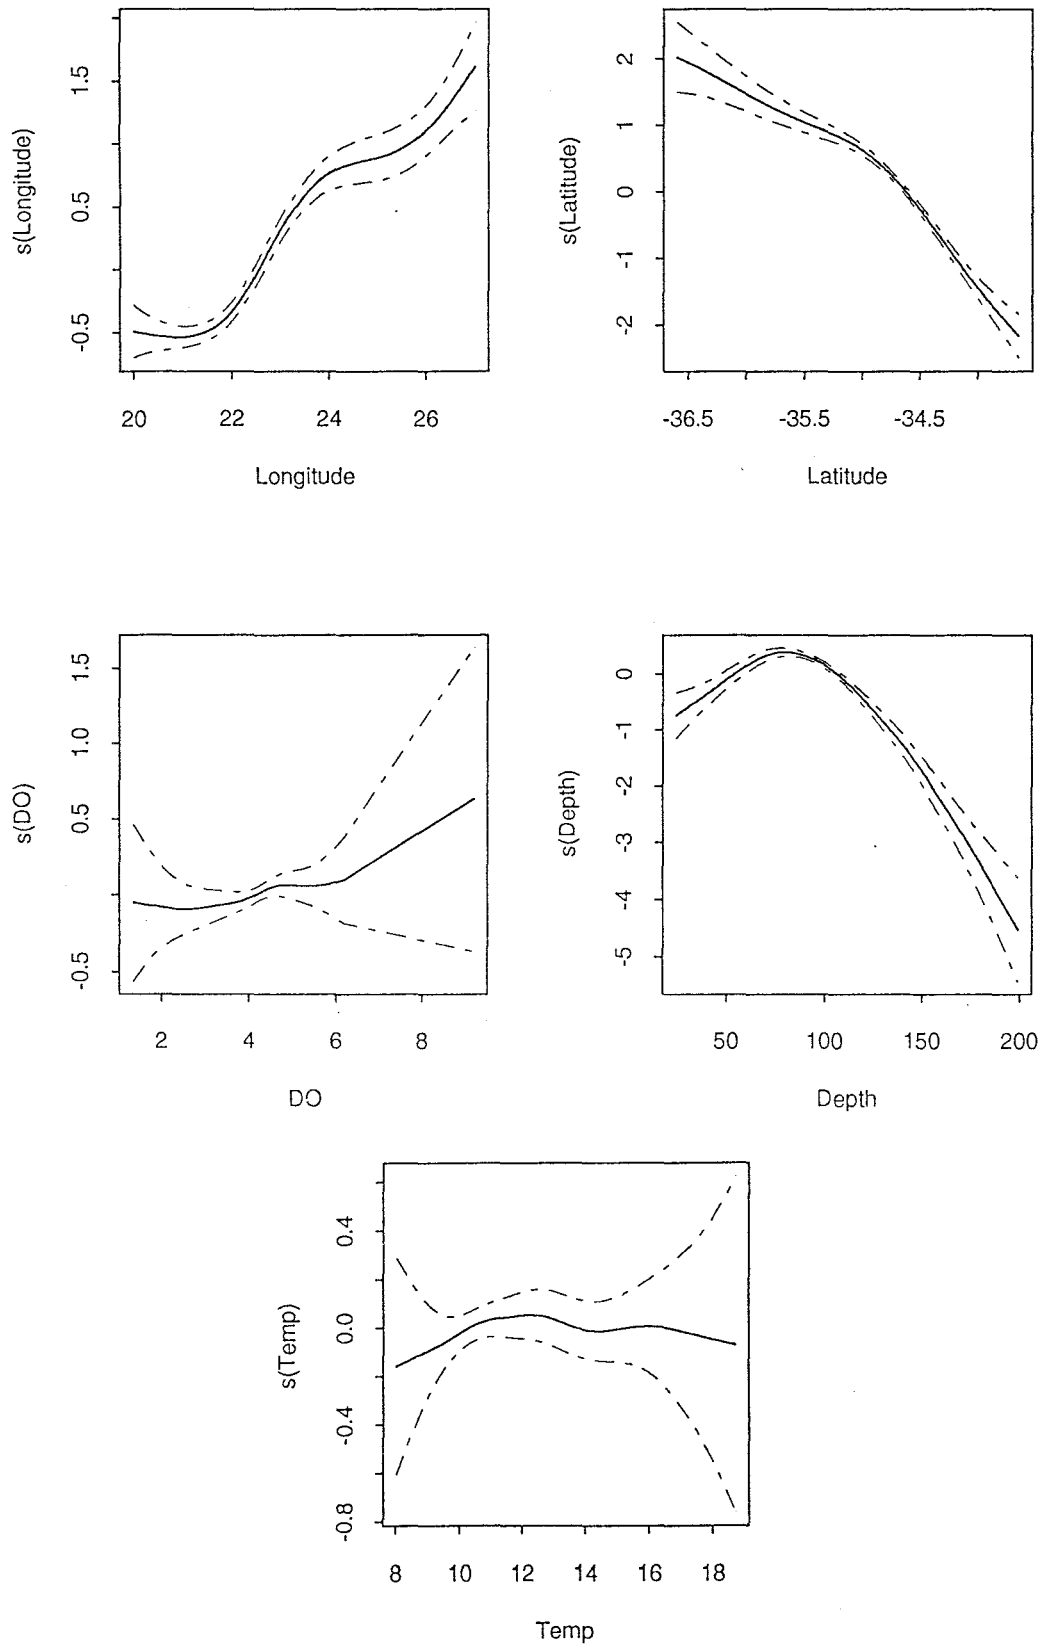 s(Longitude)
1.5
0.5
-0.5
20 22 24 26
Longitude
s(Latitude)
2
1
0
-1
-2
-36.5 -35.5 -34.5
Latitude
s(DO)
1.5
1.0
0.5
-0.5
2 4 6 8
DO
s(Depth)
0
-1
-2
-3
-4
-5
50 100 150 200
Depth
s(Temp)
0.4
0.0
-0.4
-0.8
8 10 12 14 16 18
Temp